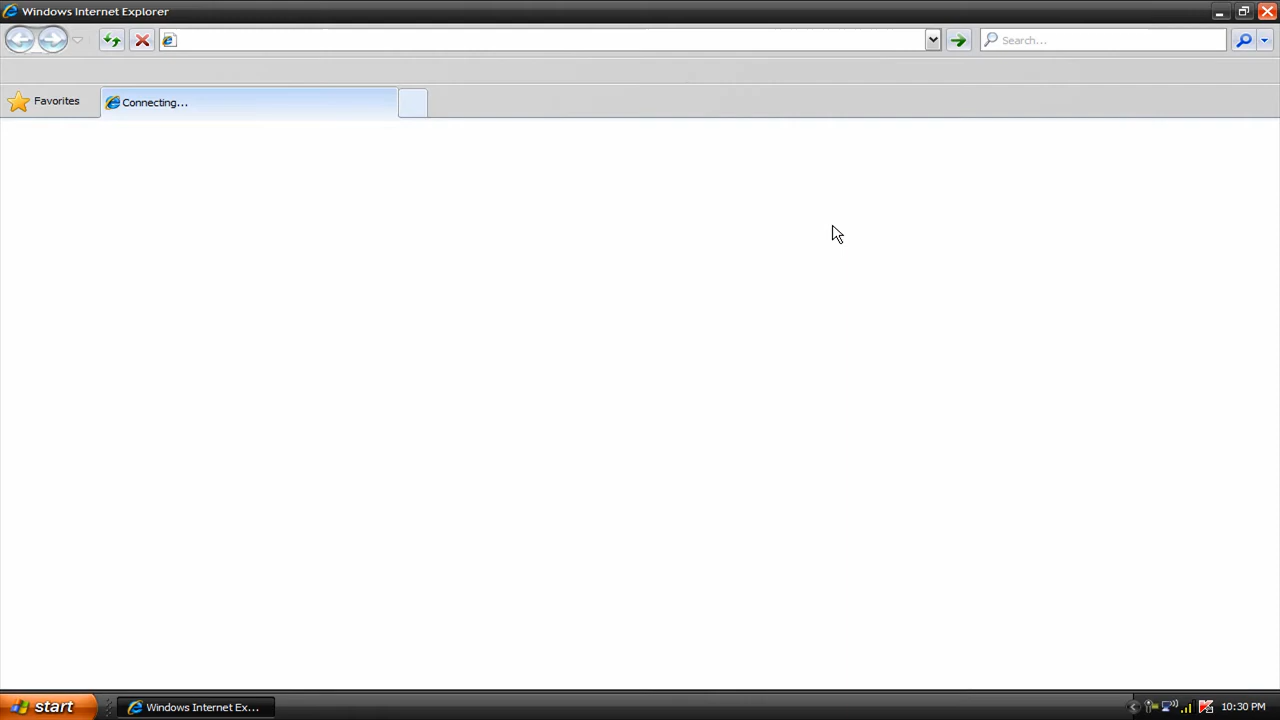 Windows Internet Explorer
Search...
Favorites
Connecting...
start
Windows Internet Ex...
10:30 PM